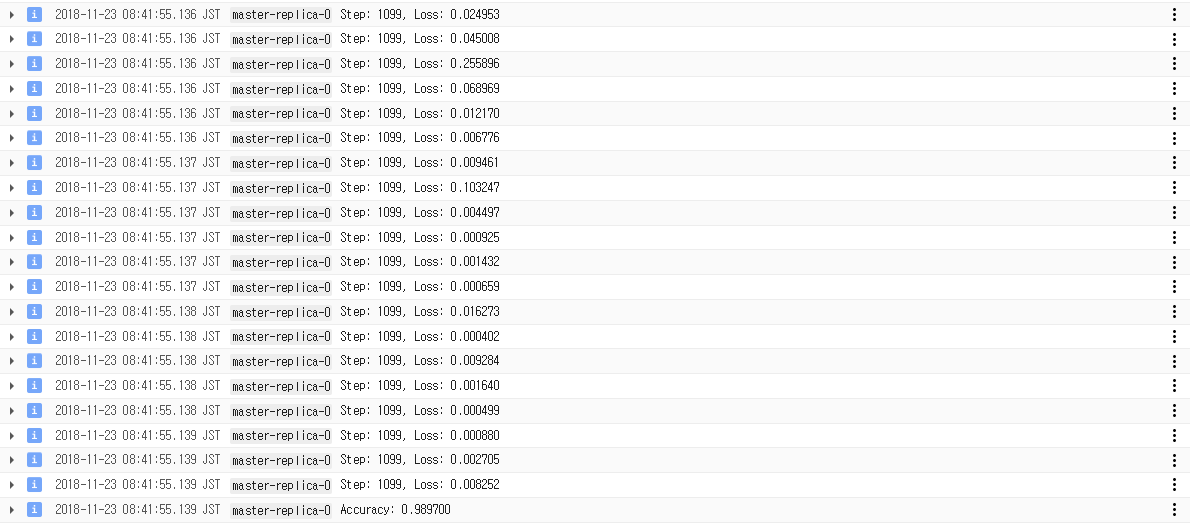 i 2018-11-23 08:41:55.136 JST master-replica-0 Step: 1099, Loss: 0.024953
i 2018-11-23 08:41:55.136 JST master-replica-0 Step: 1099, Loss: 0.045008
i 2018-11-23 08:41:55.136 JST master-replica-0 Step: 1099, Loss: 0.255896
i 2018-11-23 08:41:55.136 JST master-replica-0 Step: 1099, Loss: 0.068969
i 2018-11-23 08:41:55.136 JST master-replica-0 Step: 1099, Loss: 0.012170
i 2018-11-23 08:41:55.136 JST master-replica-0 Step: 1099, Loss: 0.006776
i 2018-11-23 08:41:55.137 JST master-replica-0 Step: 1099, Loss: 0.009461
i 2018-11-23 08:41:55.137 JST master-replica-0 Step: 1099, Loss: 0.103247
i 2018-11-23 08:41:55.137 JST master-replica-0 Step: 1099, Loss: 0.004497
i 2018-11-23 08:41:55.137 JST master-replica-0 Step: 1099, Loss: 0.000925
i 2018-11-23 08:41:55.137 JST master-replica-0 Step: 1099, Loss: 0.001432
i 2018-11-23 08:41:55.137 JST master-replica-0 Step: 1099, Loss: 0.000659
i 2018-11-23 08:41:55.138 JST master-replica-0 Step: 1099, Loss: 0.016273
i 2018-11-23 08:41:55.138 JST master-replica-0 Step: 1099, Loss: 0.000402
i 2018-11-23 08:41:55.138 JST master-replica-0 Step: 1099, Loss: 0.009284
i 2018-11-23 08:41:55.138 JST master-replica-0 Step: 1099, Loss: 0.001640
i 2018-11-23 08:41:55.138 JST master-replica-0 Step: 1099, Loss: 0.000499
i 2018-11-23 08:41:55.139 JST master-replica-0 Step: 1099, Loss: 0.000880
i 2018-11-23 08:41:55.139 JST master-replica-0 Step: 1099, Loss: 0.002705
i 2018-11-23 08:41:55.139 JST master-replica-0 Step: 1099, Loss: 0.008252
i 2018-11-23 08:41:55.139 JST master-replica-0 Accuracy: 0.989700